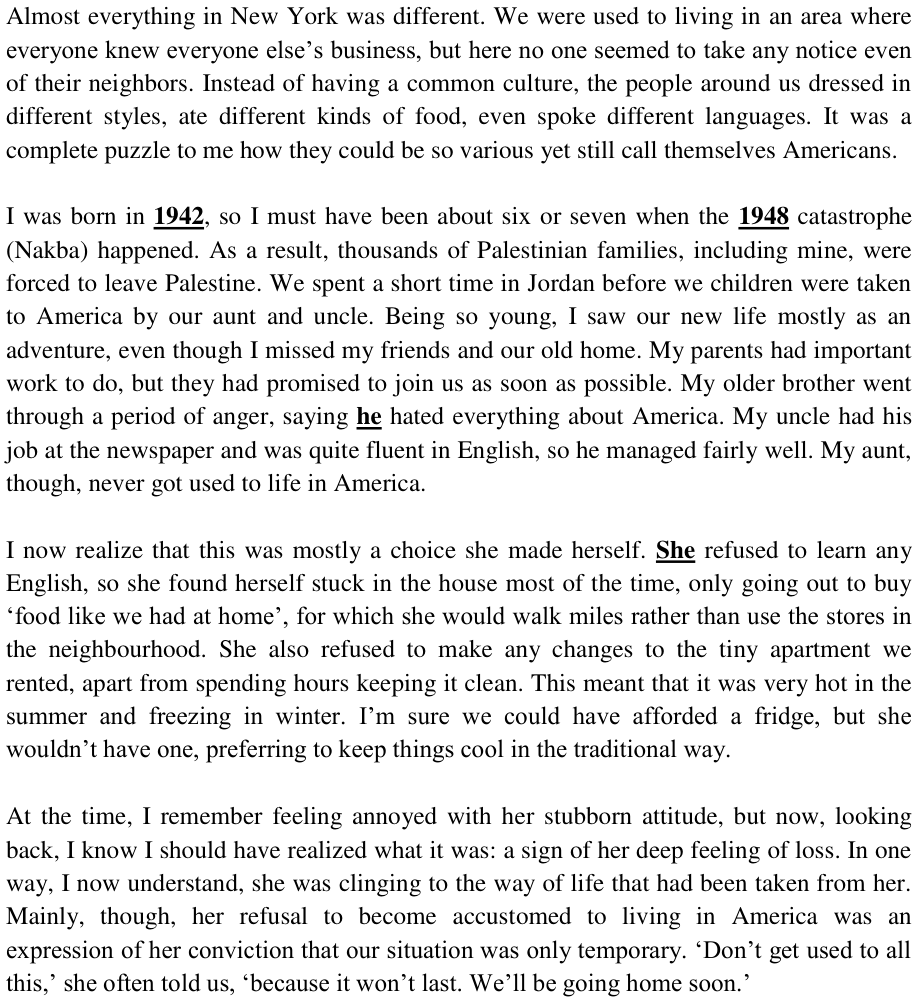 Almost everything in New York was different. We were used to living in an area where
everyone knew everyone else’s business, but here no one seemed to take any notice even
of their neighbors. Instead of having a common culture, the people around us dressed in
different styles, ate different kinds of food, even spoke different languages. It was a
complete puzzle to me how they could be so various yet still call themselves Americans.
I was born in 1942, so I must have been about six or seven when the 1948 catastrophe
(Nakba) happened. As a result, thousands of Palestinian families, including mine, were
forced to leave Palestine. We spent a short time in Jordan before we children were taken
to America by our aunt and uncle. Being so young, I saw our new life mostly as an
adventure, even though I missed my friends and our old home. My parents had important
work to do, but they had promised to join us as soon as possible. My older brother went
through a period of anger, saying he hated everything about America. My uncle had his
job at the newspaper and was quite fluent in English, so he managed fairly well. My aunt,
though, never got used to life in America.
I now realize that this was mostly a choice she made herself. She refused to learn any
English, so she found herself stuck in the house most of the time, only going out to buy
‘food like we had at home’, for which she would walk miles rather than use the stores in
the neighbourhood. She also refused to make any changes to the tiny apartment we
rented, apart from spending hours keeping it clean. This meant that it was very hot in the
summer and freezing in winter. I’m sure we could have afforded a fridge, but she
wouldn’t have one, preferring to keep things cool in the traditional way.
At the time, I remember feeling annoyed with her stubborn attitude, but now, looking
back, I know I should have realized what it was: a sign of her deep feeling of loss. In one
way, I now understand, she was clinging to the way of life that had been taken from her.
Mainly, though, her refusal to become accustomed to living in America was an
expression of her conviction that our situation was only temporary. ‘Don’t get used to all
this,’ she often told us, ‘because it won’t last. We’ll be going home soon.’